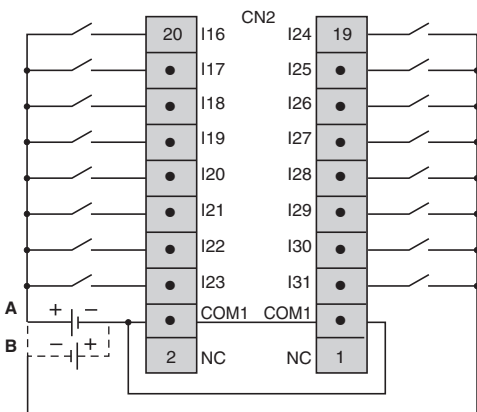 CN2
20 I16 I24 19
I17 I25
I18 I26
I19 I27
I20 I28
I21 I29
I22 I30
I23 I31
A + − COM1 COM1
B − + 2 NC NC 1